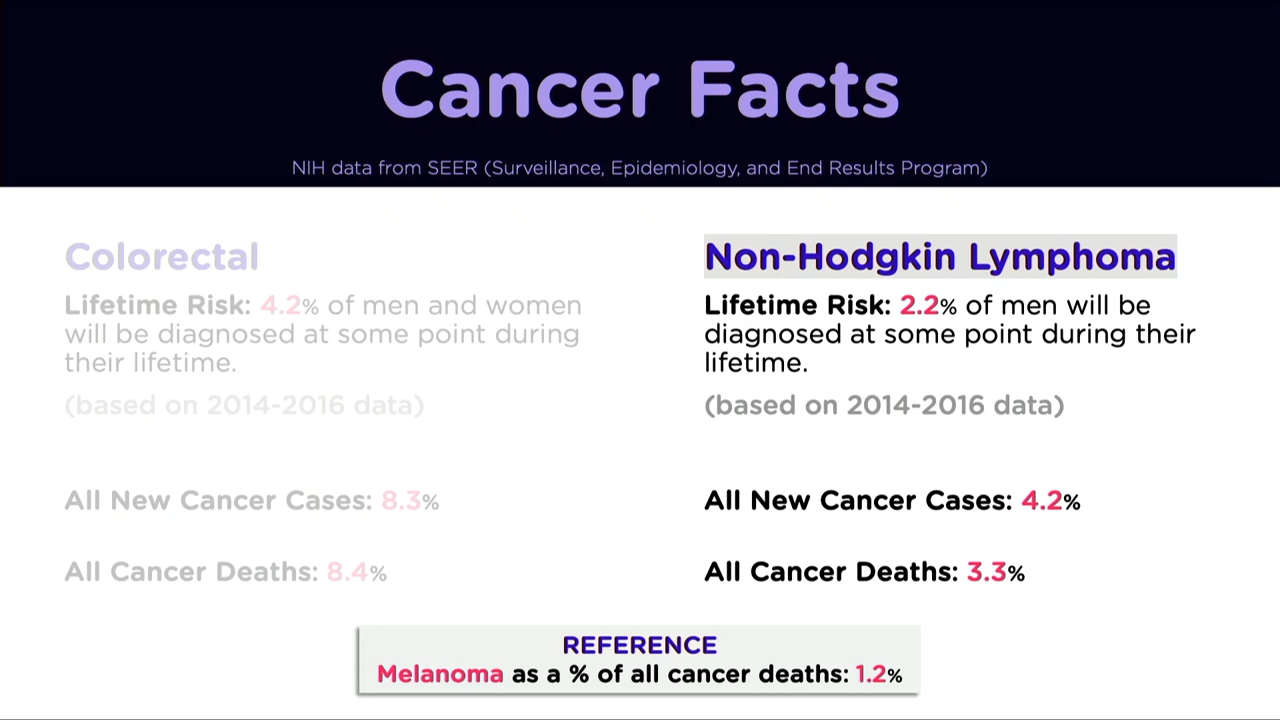 Cancer Facts
NIH data from SEER (Surveillance, Epidemiology, and End Results Program)
Colorectal
Lifetime Risk: 4.2% of men and women
will be diagnosed at some point during
their lifetime.
(based on 2014-2016 data)
All New Cancer Cases: 8.3%
All Cancer Deaths: 8.4%
Non-Hodgkin Lymphoma
Lifetime Risk: 2.2% of men will be
diagnosed at some point during their
lifetime.
(based on 2014-2016 data)
All New Cancer Cases: 4.2%
All Cancer Deaths: 3.3%
REFERENCE
Melanoma as a % of all cancer deaths: 1.2%